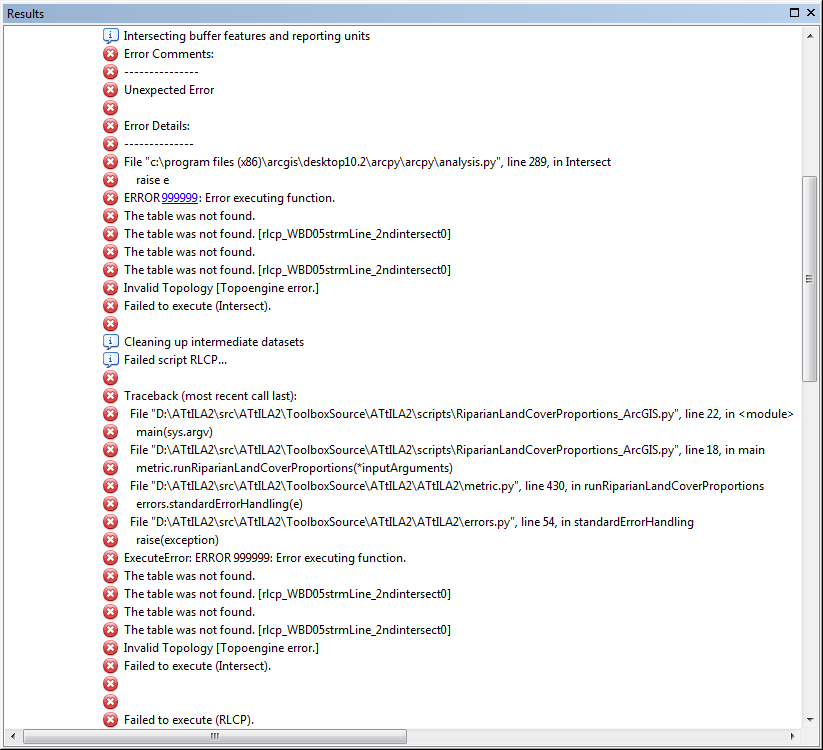 Results
Intersecting buffer features and reporting units
Error Comments:
---------------
Unexpected Error
Error Details:
--------------
File "c:\program files (x86)\arcgis\desktop10.2\arcpy\arcpy\analysis.py", line 289, in Intersect
raise e
ERROR 999999: Error executing function.
The table was not found.
The table was not found. [rlcp_WBD05strmLine_2ndintersect0]
The table was not found.
The table was not found. [rlcp_WBD05strmLine_2ndintersect0]
Invalid Topology [Topoengine error.]
Failed to execute (Intersect).
Cleaning up intermediate datasets
Failed script RLCP...
Traceback (most recent call last):
File "D:\ATtILA2\src\ATtILA2\ToolboxSource\ATtILA2\scripts\RiparianLandCoverProportions_ArcGIS.py", line 22, in <module>
main(sys.argv)
File "D:\ATtILA2\src\ATtILA2\ToolboxSource\ATtILA2\scripts\RiparianLandCoverProportions_ArcGIS.py", line 18, in main
metric.runRiparianLandCoverProportions(*inputArguments)
File "D:\ATtILA2\src\ATtILA2\ToolboxSource\ATtILA2\ATtILA2\metric.py", line 430, in runRiparianLandCoverProportions
errors.standardErrorHandling(e)
File "D:\ATtILA2\src\ATtILA2\ToolboxSource\ATtILA2\ATtILA2\errors.py", line 54, in standardErrorHandling
raise(exception)
ExecuteError: ERROR 999999: Error executing function.
The table was not found.
The table was not found. [rlcp_WBD05strmLine_2ndintersect0]
The table was not found.
The table was not found. [rlcp_WBD05strmLine_2ndintersect0]
Invalid Topology [Topoengine error.]
Failed to execute (Intersect).
Failed to execute (RLCP).